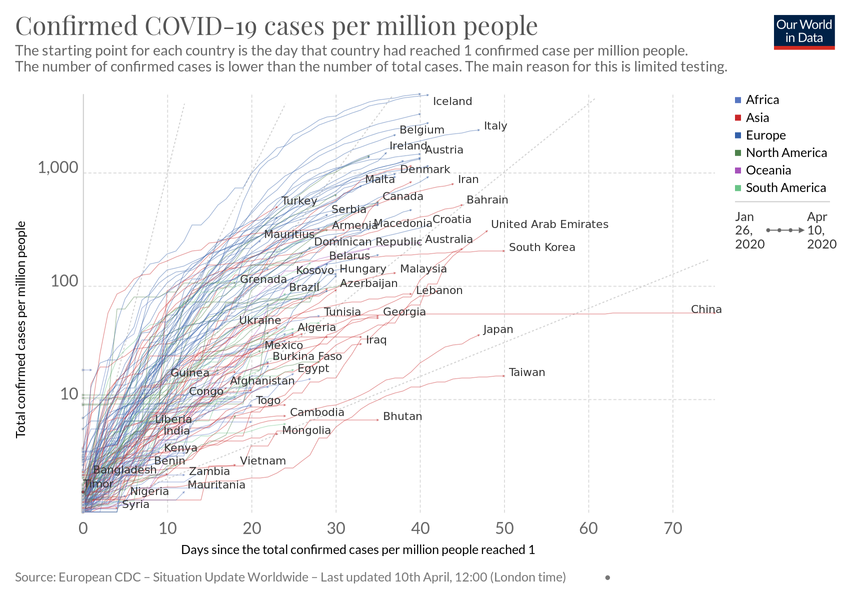 Confirmed COVID-19 cases per million people
The starting point for each country is the day that country had reached 1 confirmed case per million people.
The number of confirmed cases is lower than the number of total cases. The main reason for this is limited testing.
Our World
in Data
Total confirmed cases per million people
1,000
100
10
Iceland
Belgium
Italy
Ireland
Austria
Denmark
Malta
Iran
Canada
Turkey
Bahrain
Serbia
Croatia
Armenia
Macedonia
United Arab Emirates
Mauritius
Dominican Republic
Australia
South Korea
Belarus
Kosovo
Hungary
Malaysia
Grenada
Azerbaijan
Brazil
Lebanon
Tunisia
Georgia
China
Ukraine
Algeria
Japan
Mexico
Iraq
Burkina Faso
Egypt
Guinea
Afghanistan
Taiwan
Congo
Togo
Cambodia
Bhutan
Liberia
India
Mongolia
Kenya
Benin
Vietnam
Bangladesh
Zambia
Timor
Mauritania
Nigeria
Syria
0
10
20
30
40
50
60
70
Days since the total confirmed cases per million people reached 1
Africa
Asia
Europe
North America
Oceania
South America
Jan
26,
2020
Apr
10,
2020
Source: European CDC – Situation Update Worldwide – Last updated 10th April, 12:00 (London time)